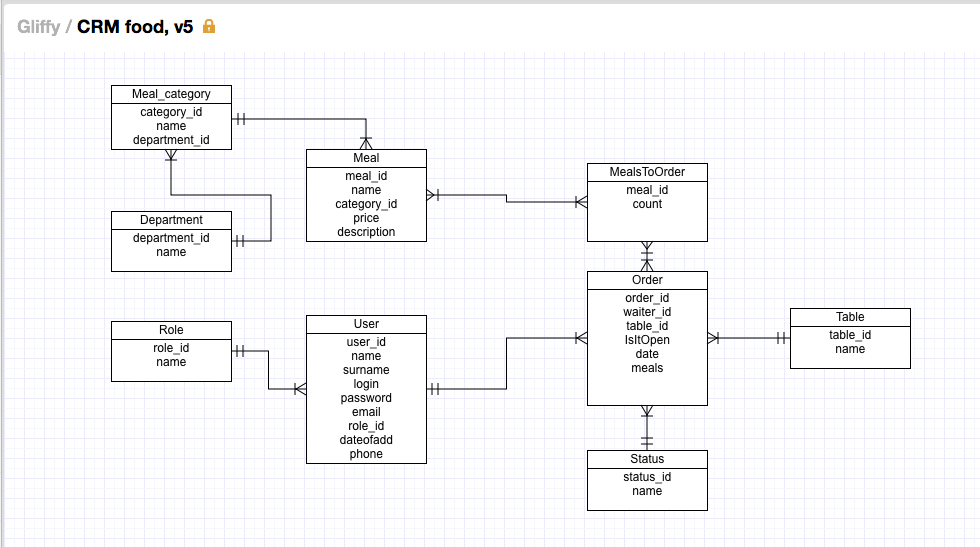 Gliffy / CRM food, v5
Meal_category
category_id
name
department_id
Department
department_id
name
Role
role_id
name
Meal
meal_id
name
category_id
price
description
User
user_id
name
surname
login
password
email
role_id
dateofadd
phone
MealsToOrder
meal_id
count
Order
order_id
waiter_id
table_id
IsItOpen
date
meals
Status
status_id
name
Table
table_id
name